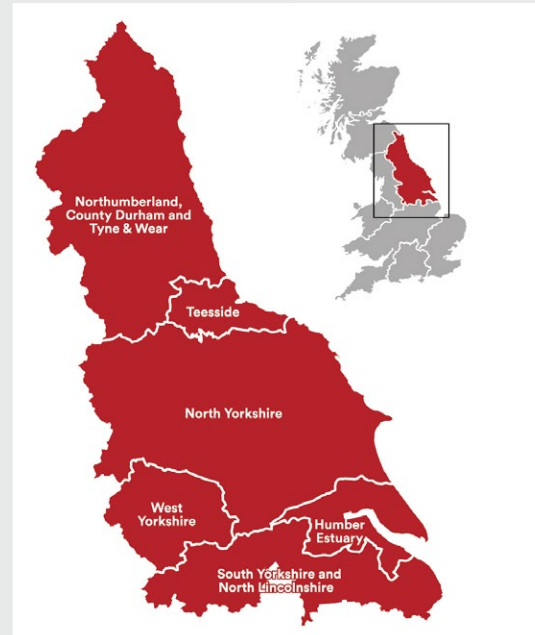 Northumberland,
County Durham and
Tyne & Wear
Teesside
North Yorkshire
West
Yorkshire
Humber
Estuary
South Yorkshire and
North Lincolnshire